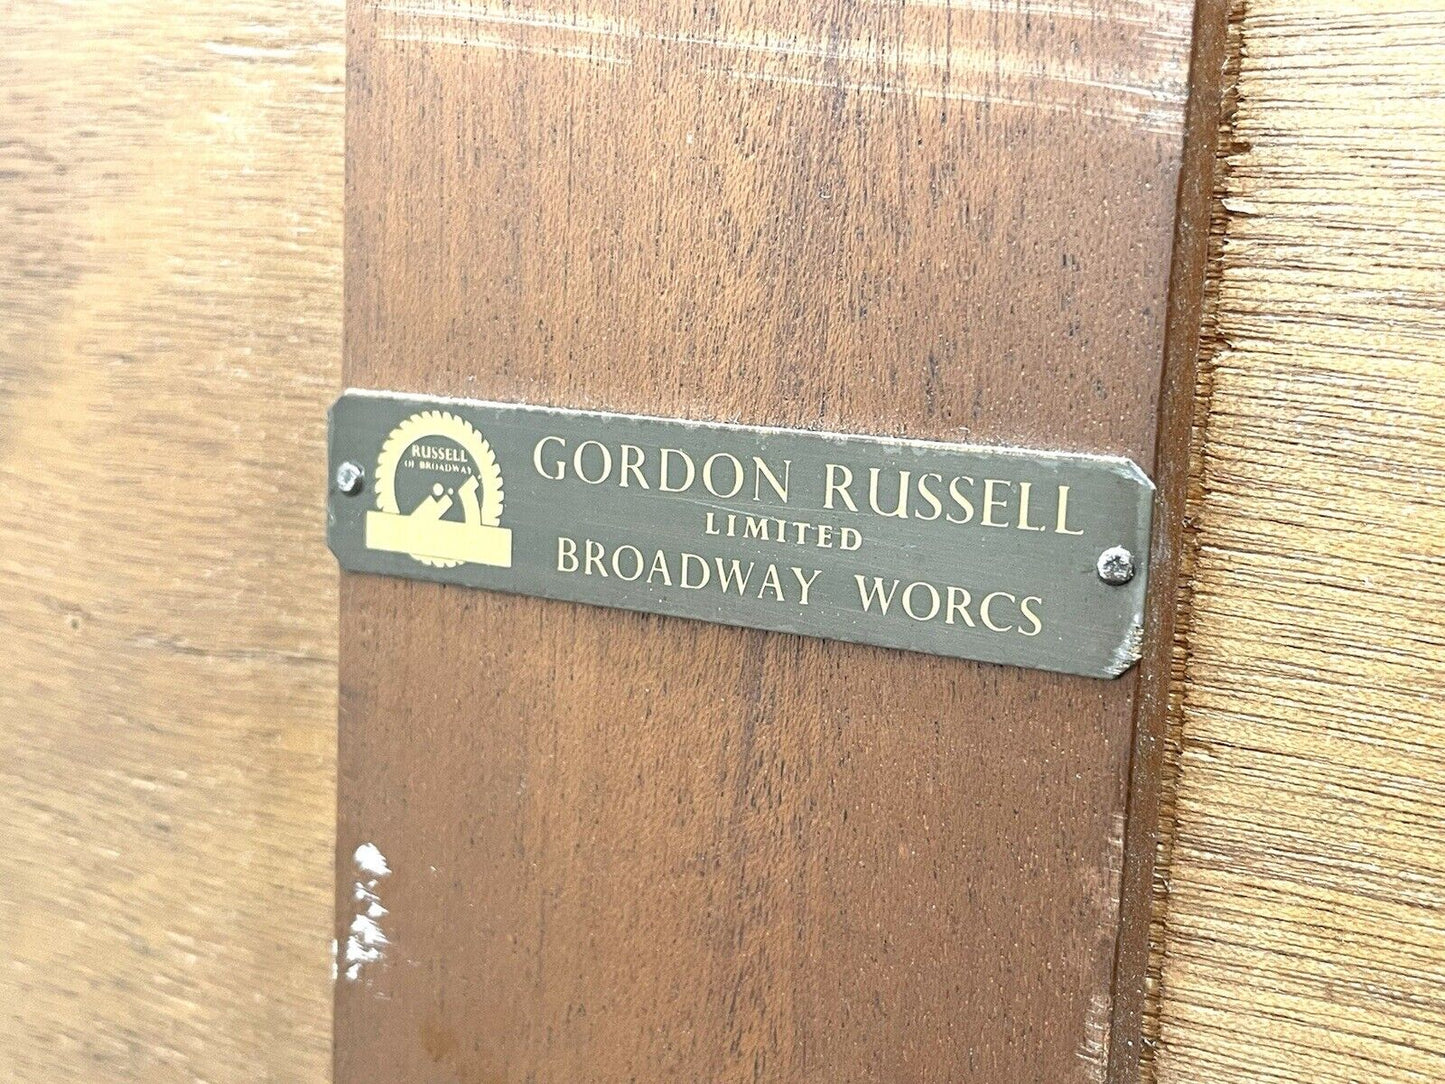 RUSSELL
OF BROADWAY
GORDON RUSSELL
LIMITED
BROADWAY WORCS